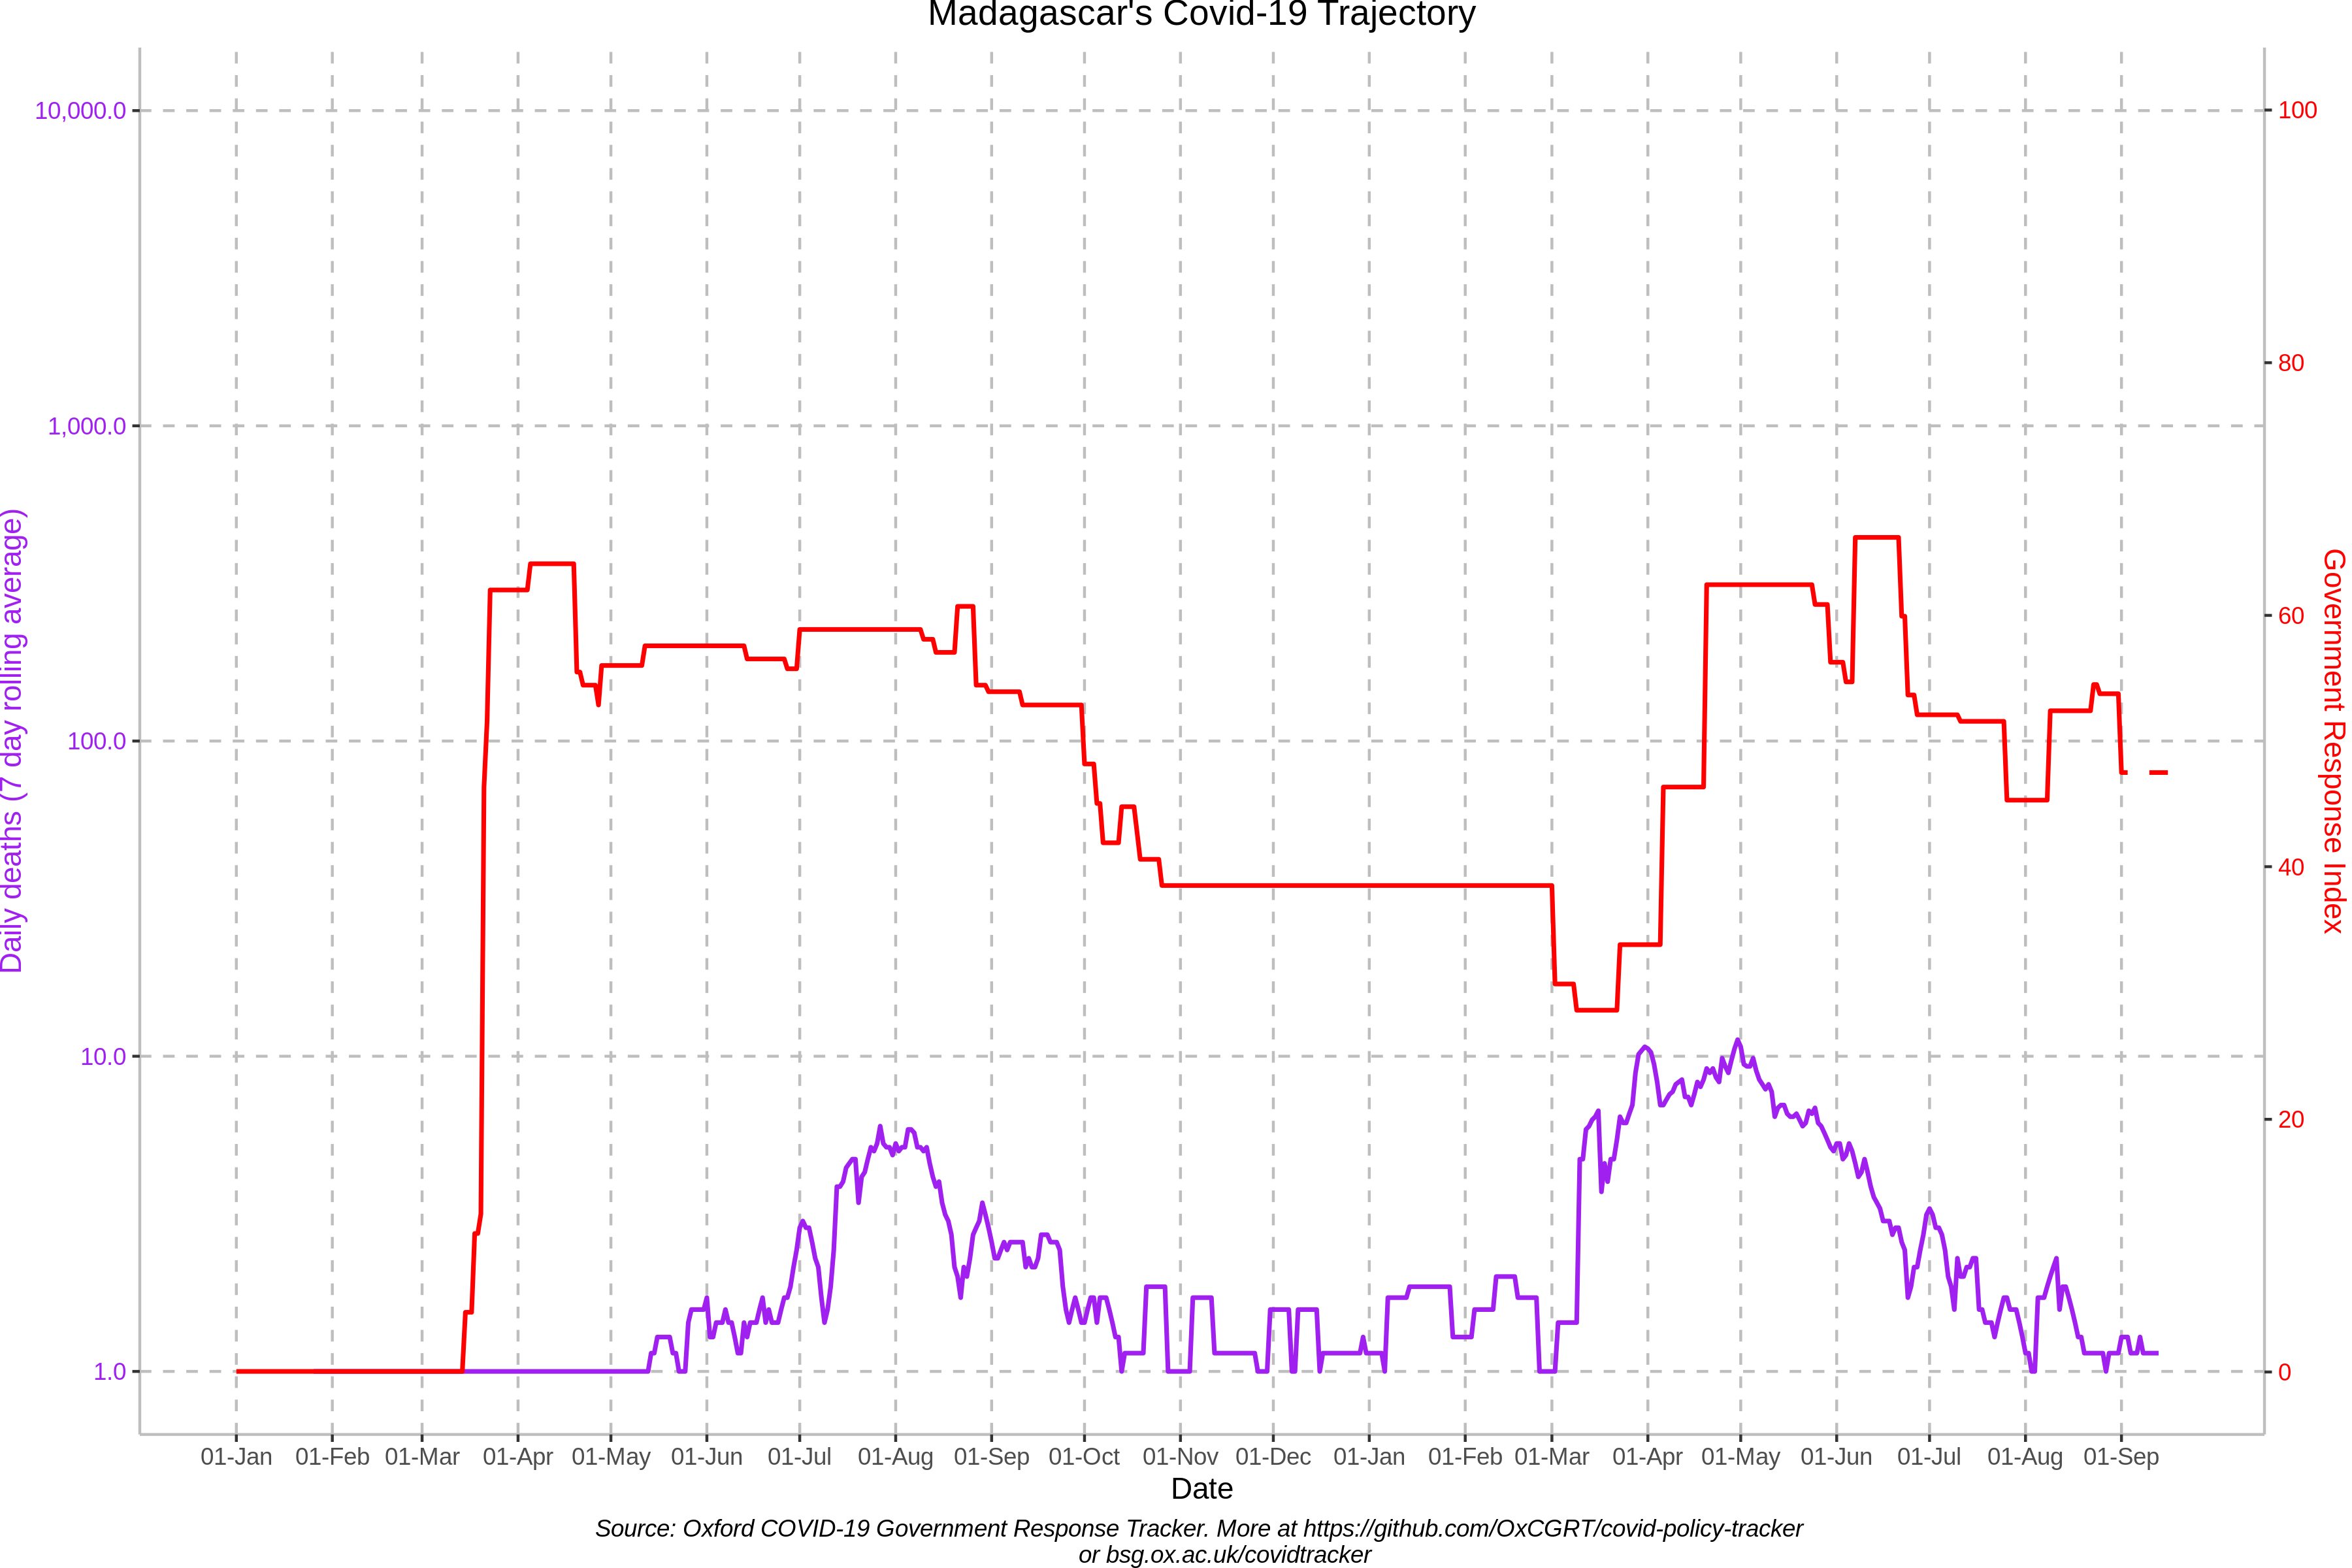 Madagascar's Covid-19 Trajectory
10,000.0
1,000.0
100.0
10.0
1.0
Daily deaths (7 day rolling average)
100
80
60
40
20
0
Government Response Index
01-Jan 01-Feb 01-Mar 01-Apr 01-May 01-Jun 01-Jul 01-Aug 01-Sep 01-Oct 01-Nov 01-Dec 01-Jan 01-Feb 01-Mar 01-Apr 01-May 01-Jun 01-Jul 01-Aug 01-Sep
Date
Source: Oxford COVID-19 Government Response Tracker. More at https://github.com/OxCGRT/covid-policy-tracker
or bsg.ox.ac.uk/covidtracker